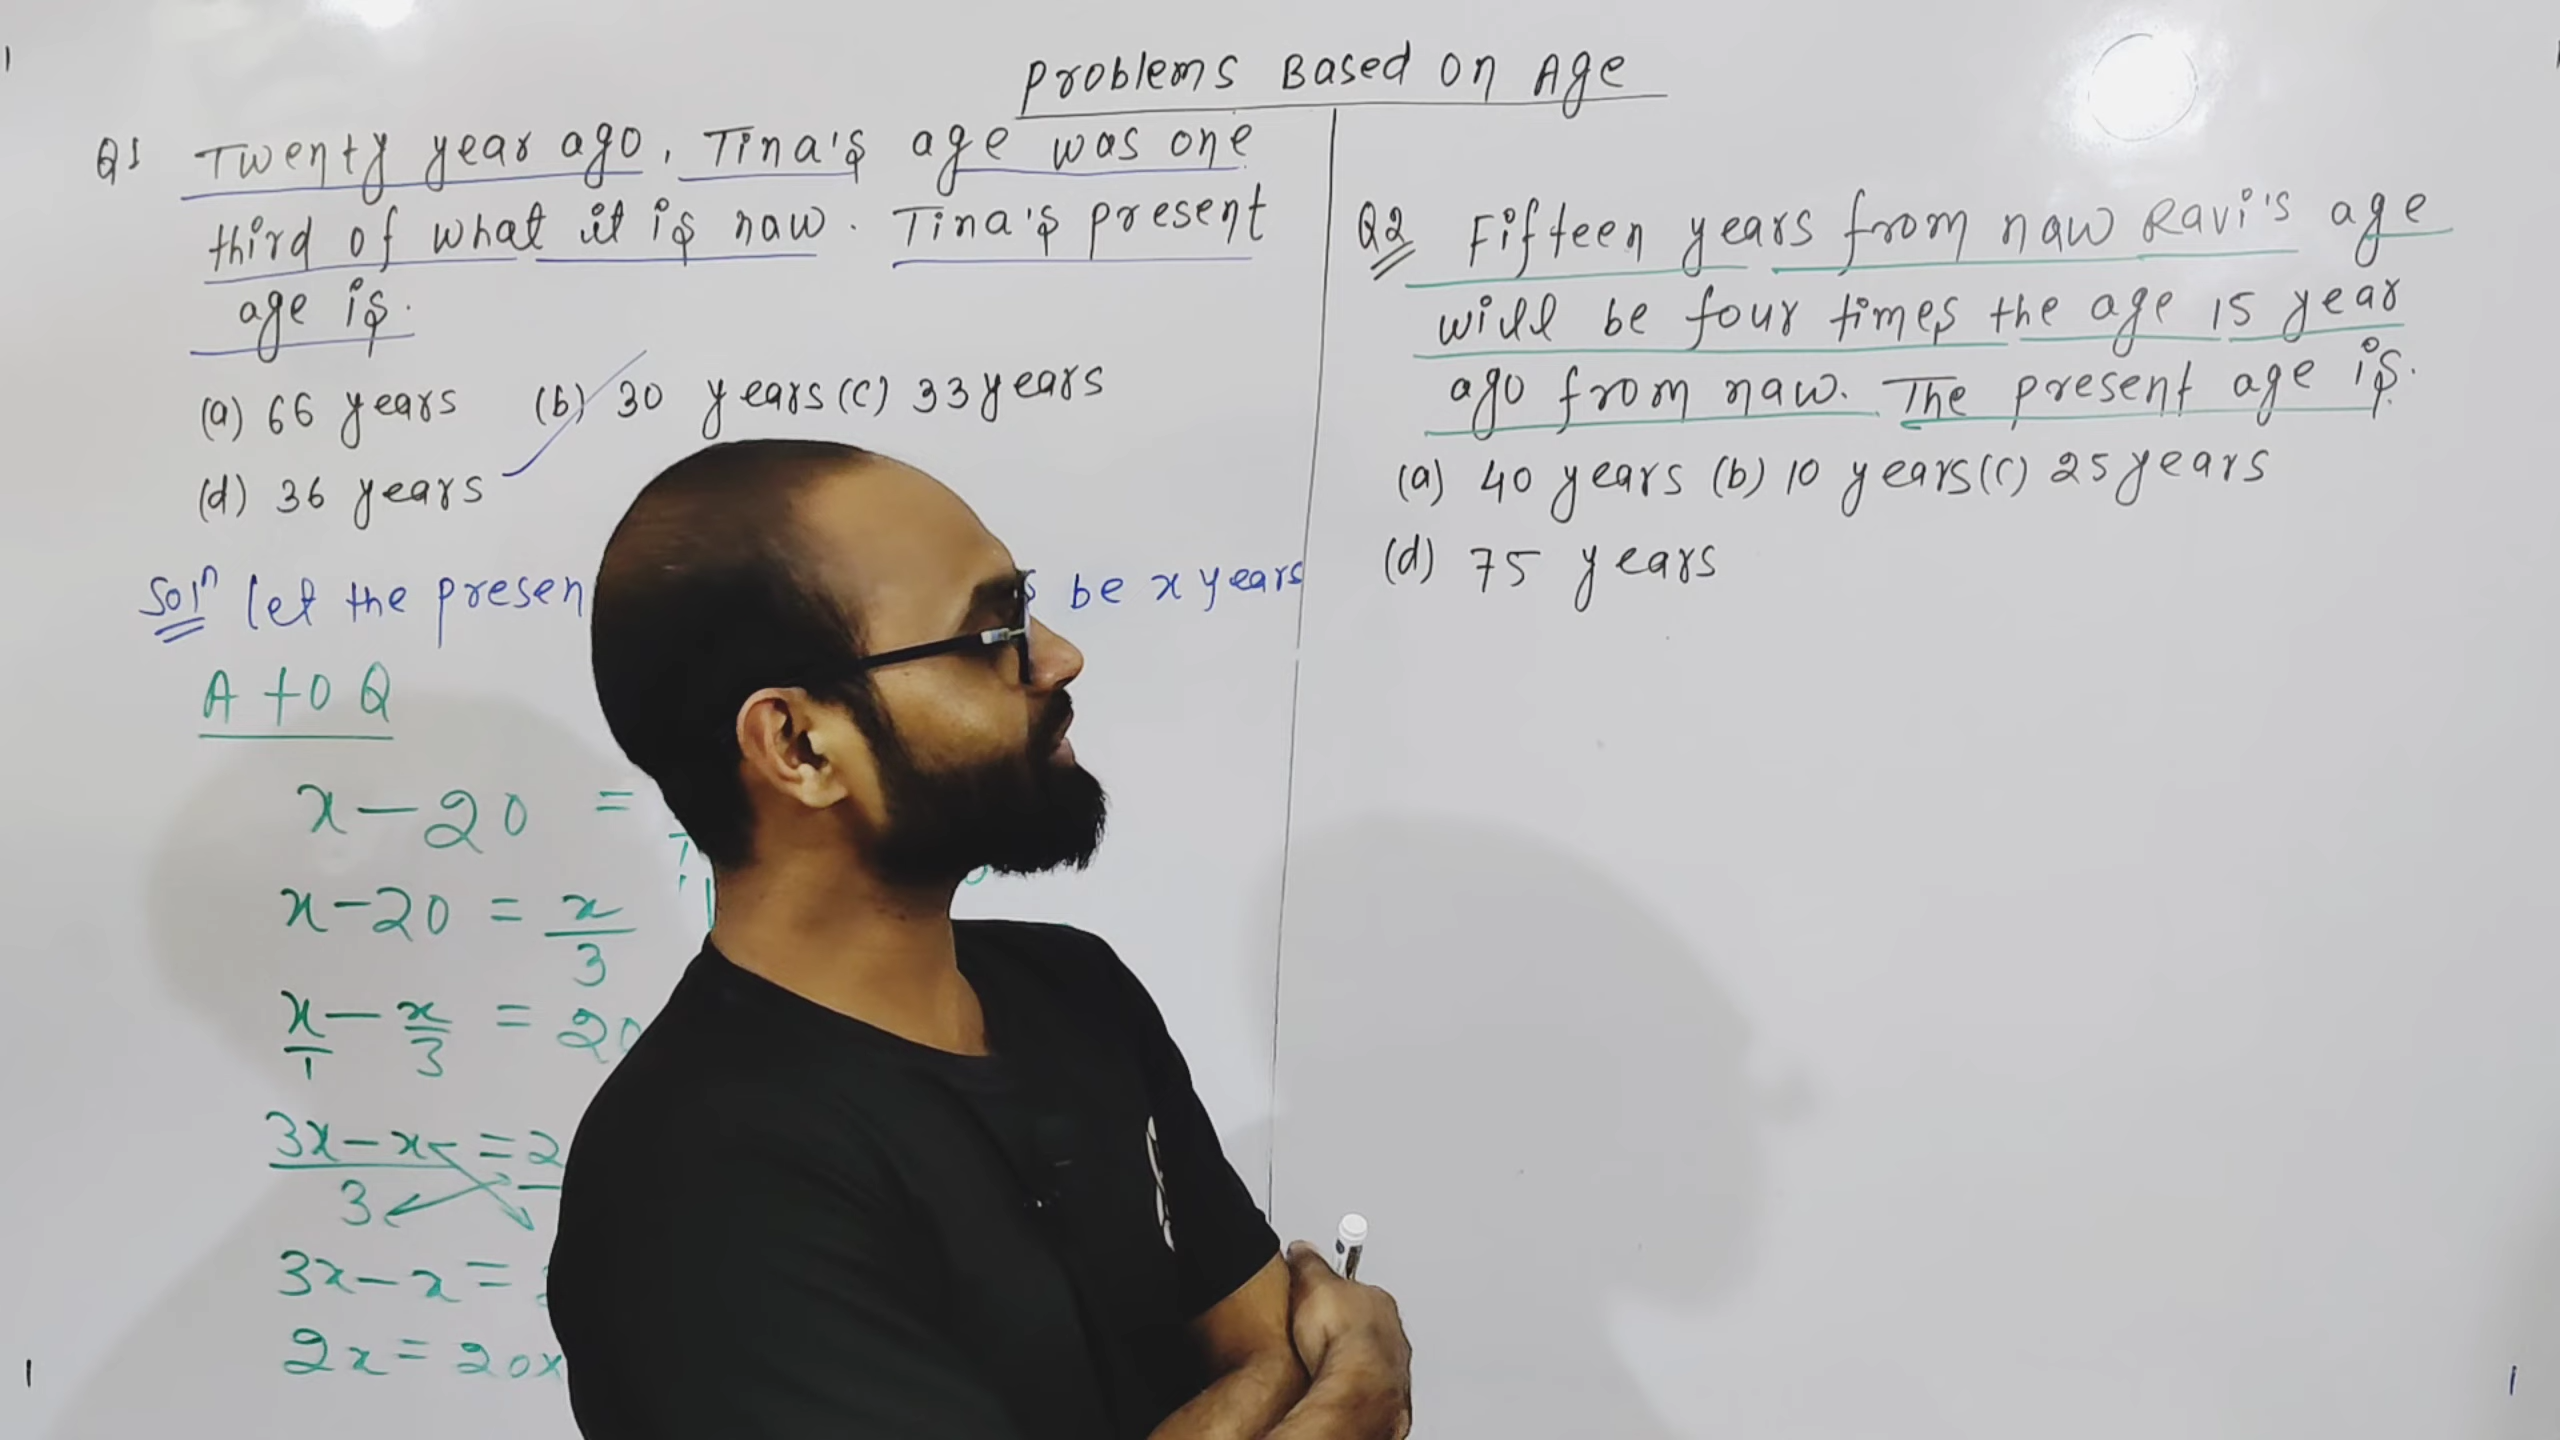 Problems Based on Age
Q1 Twenty year ago, Tina's age was one
third of what it is naw. Tina's present
age is.
(a) 66 years (b) 30 years (c) 33 years
(d) 36 years
Solⁿ let the presen be x years
A to Q
x - 20 =
x - 20 = x/3
x/1 - x/3 = 20
3x - x/3 = 2
3x - x =
2x = 20x
Q2 Fifteen years from naw Ravi's age
will be four times the age 15 year
ago from naw. The present age is.
(a) 40 years (b) 10 years (c) 25 years
(d) 75 years